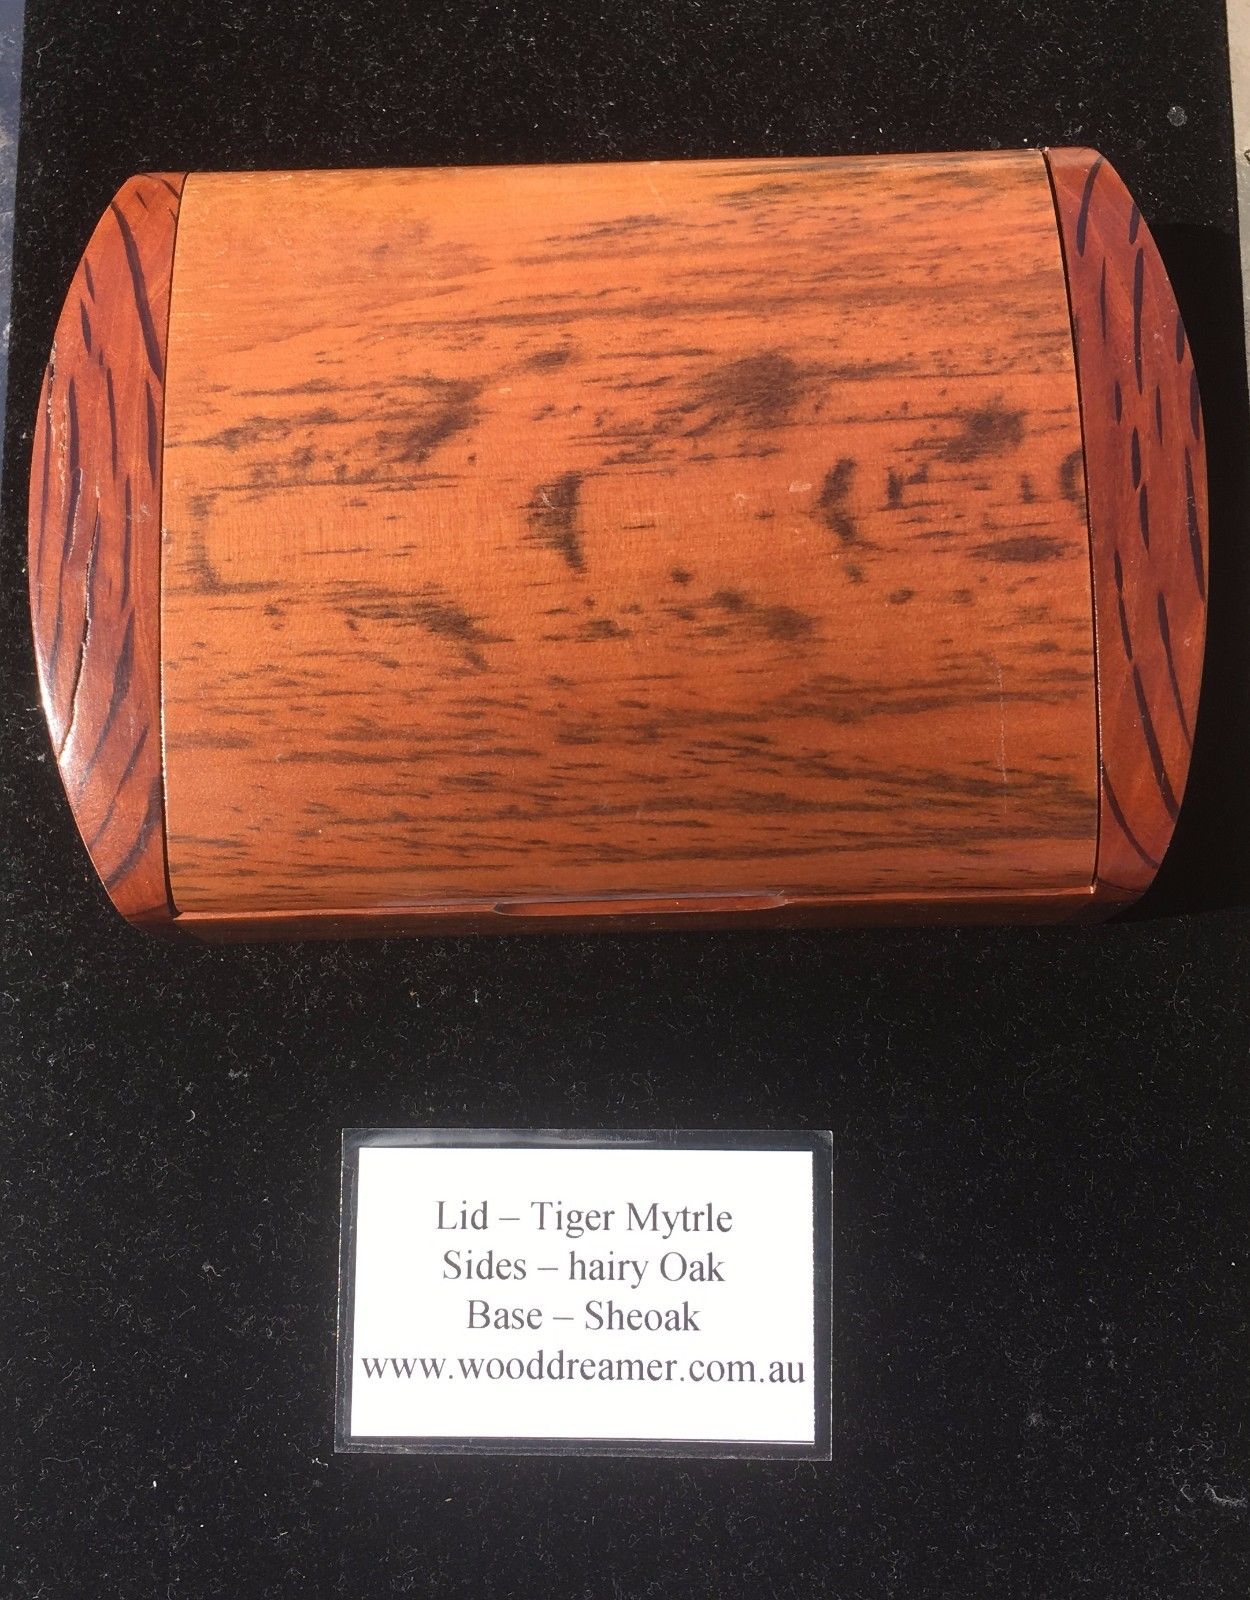 Lid – Tiger Mytrle
Sides – hairy Oak
Base – Sheoak
www.wooddreamer.com.au